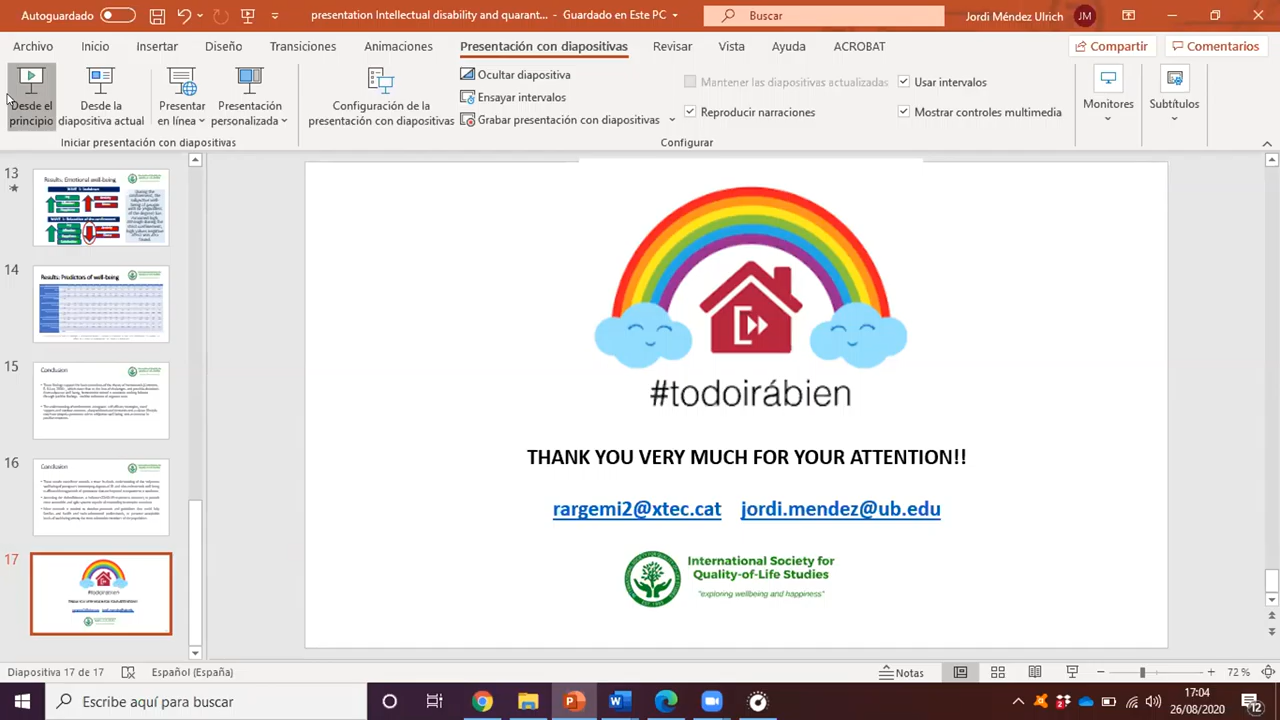 Autoguardado
presentation Intellectual disability and quarant... - Guardado en Este PC
Buscar
Jordi Méndez Ulrich
JM
Archivo Inicio Insertar Diseño Transiciones Animaciones Presentación con diapositivas Revisar Vista Ayuda ACROBAT
Compartir
Comentarios
Desde el principio
Desde la diapositiva actual
Presentar en línea
Presentación personalizada
Iniciar presentación con diapositivas
Configuración de la presentación con diapositivas
Ocultar diapositiva
Ensayar intervalos
Grabar presentación con diapositivas
Mantener las diapositivas actualizadas
Reproducir narraciones
Usar intervalos
Mostrar controles multimedia
Configurar
Monitores
Subtítulos
13
Results: Emotional well-being
14
Results: Predictors of well-being
15
Conclusion
16
Conclusion
17
#todoirábien
THANK YOU VERY MUCH FOR YOUR ATTENTION!!
rargemi2@xtec.cat jordi.mendez@ub.edu
International Society for
Quality-of-Life Studies
"exploring wellbeing and happiness"
Diapositiva 17 de 17
Español (España)
Notas
72 %
Escribe aquí para buscar
17:04
26/08/2020
12